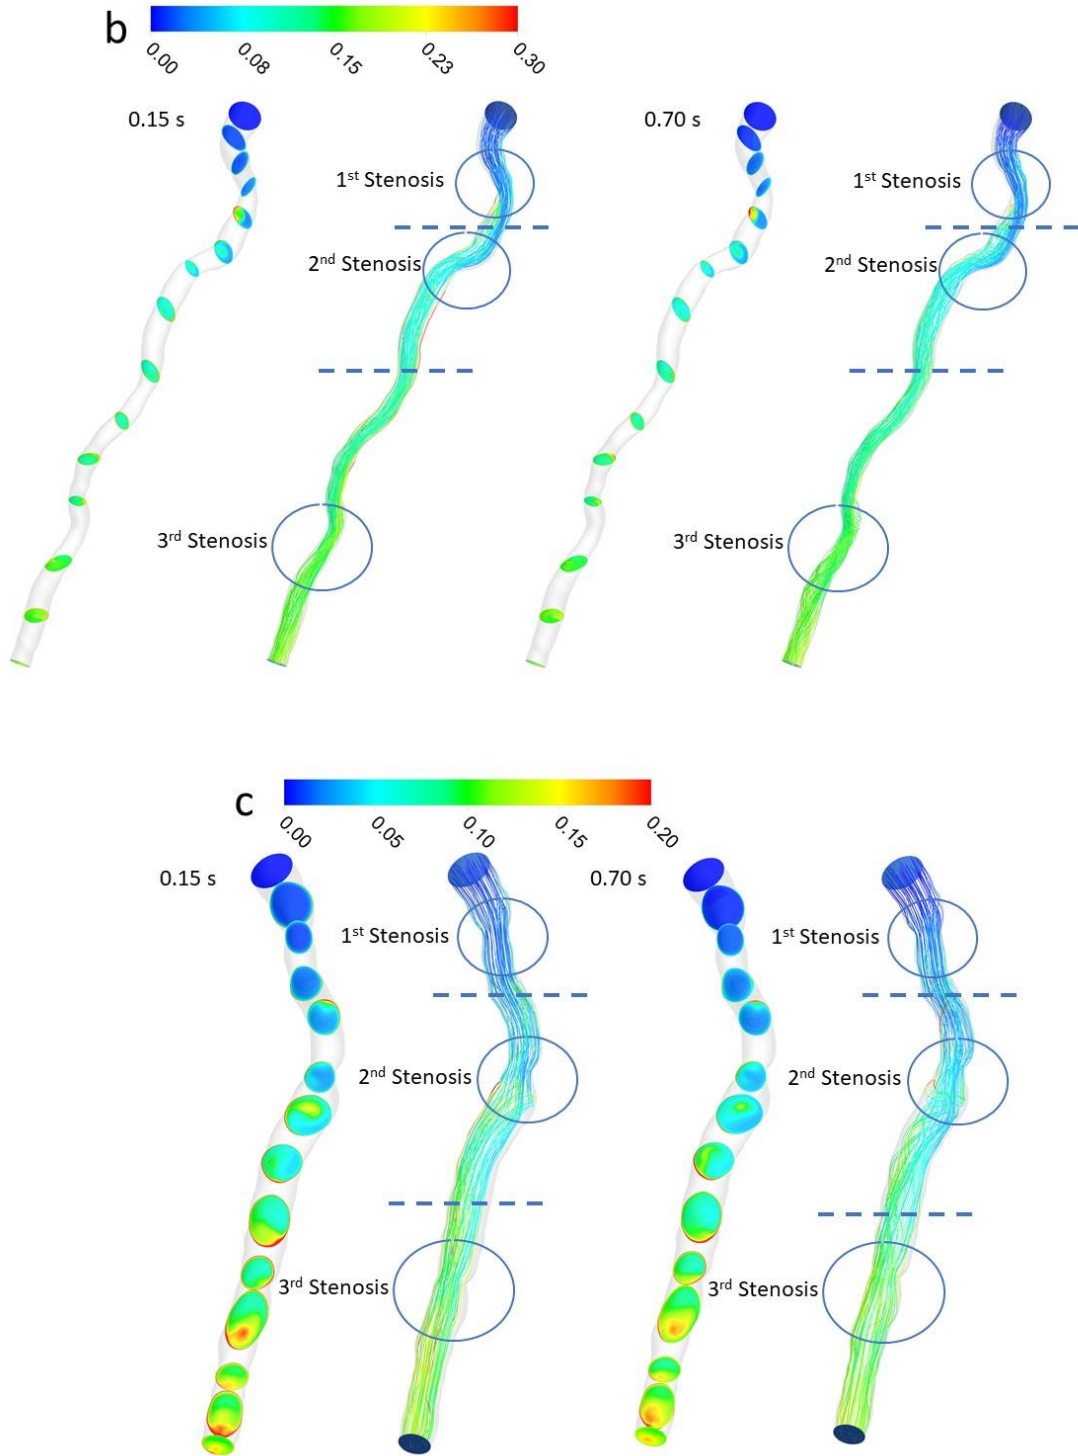 b
0.00 0.08 0.15 0.23 0.30
0.15 s
0.70 s
1st Stenosis
1st Stenosis
2nd Stenosis
2nd Stenosis
3rd Stenosis
3rd Stenosis
c
0.00 0.05 0.10 0.15 0.20
0.15 s
0.70 s
1st Stenosis
1st Stenosis
2nd Stenosis
2nd Stenosis
3rd Stenosis
3rd Stenosis